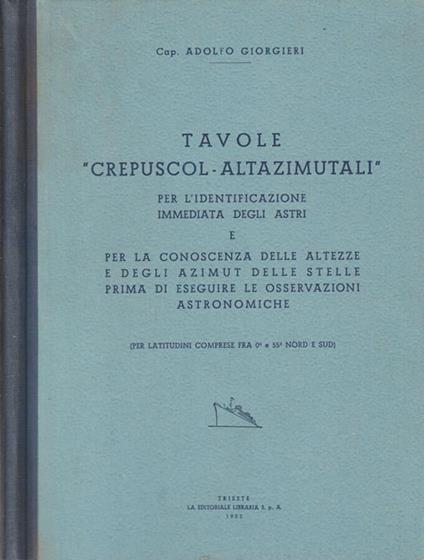 Cap. ADOLFO GIORGIERI
TAVOLE
"CREPUSCOL-ALTAZIMUTALI"
PER L'IDENTIFICAZIONE
IMMEDIATA DEGLI ASTRI
E
PER LA CONOSCENZA DELLE ALTEZZE
E DEGLI AZIMUT DELLE STELLE
PRIMA DI ESEGUIRE LE OSSERVAZIONI
ASTRONOMICHE
(PER LATITUDINI COMPRESE FRA 0° e 55° NORD E SUD)
TRIESTE
LA EDITORIALE LIBRARIA S. p. A.